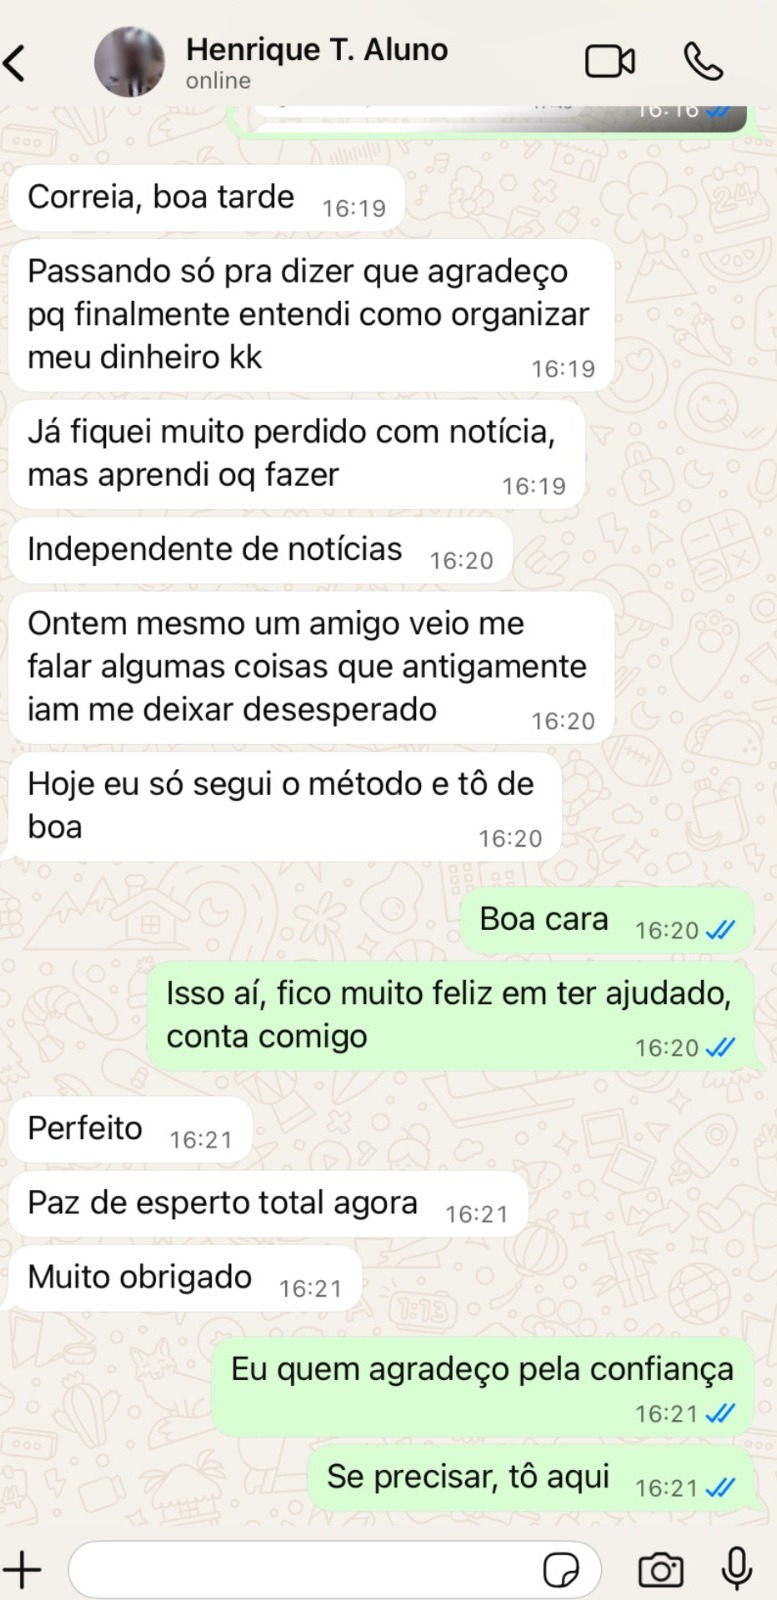 Henrique T. Aluno
online
16:16
Correia, boa tarde 16:19
Passando só pra dizer que agradeço
pq finalmente entendi como organizar
meu dinheiro kk 16:19
Já fiquei muito perdido com notícia,
mas aprendi oq fazer 16:19
Independente de notícias 16:20
Ontem mesmo um amigo veio me
falar algumas coisas que antigamente
iam me deixar desesperado 16:20
Hoje eu só segui o método e tô de
boa 16:20
Boa cara 16:20
Isso aí, fico muito feliz em ter ajudado,
conta comigo 16:20
Perfeito 16:21
Paz de esperto total agora 16:21
Muito obrigado 16:21
Eu quem agradeço pela confiança
16:21
Se precisar, tô aqui 16:21